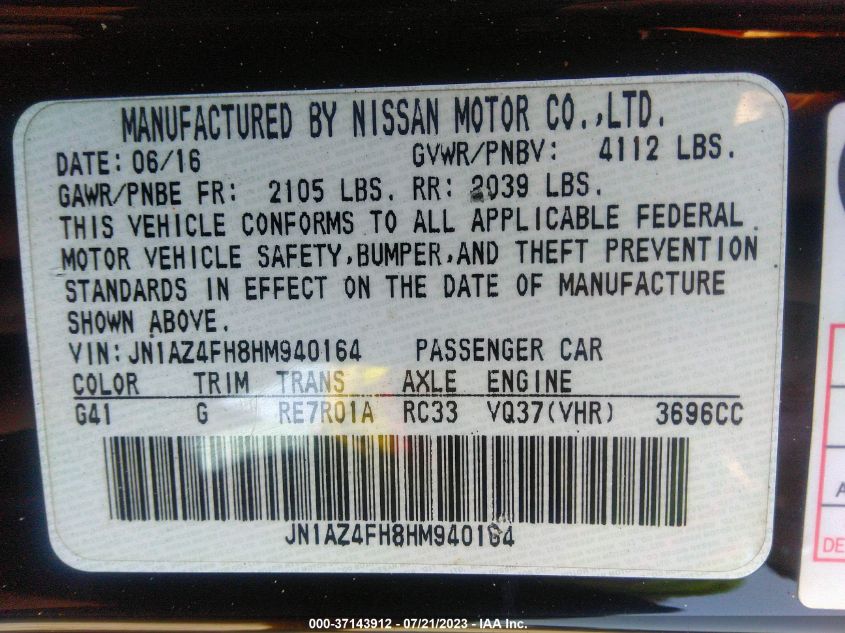 MANUFACTURED BY NISSAN MOTOR CO.,LTD.
DATE: 06/16 GVWR/PNBV: 4112 LBS.
GAWR/PNBE FR: 2105 LBS. RR: 2039 LBS.
THIS VEHICLE CONFORMS TO ALL APPLICABLE FEDERAL
MOTOR VEHICLE SAFETY,BUMPER,AND THEFT PREVENTION
STANDARDS IN EFFECT ON THE DATE OF MANUFACTURE
SHOWN ABOVE.
VIN:JN1AZ4FH8HM940164 PASSENGER CAR
COLOR TRIM TRANS AXLE ENGINE
G41 G RE7R01A RC33 VQ37(VHR) 3696CC
JN1AZ4FH8HM940164
A
DE
000-37143912 / 07/21/2023 - © IAA Inc.